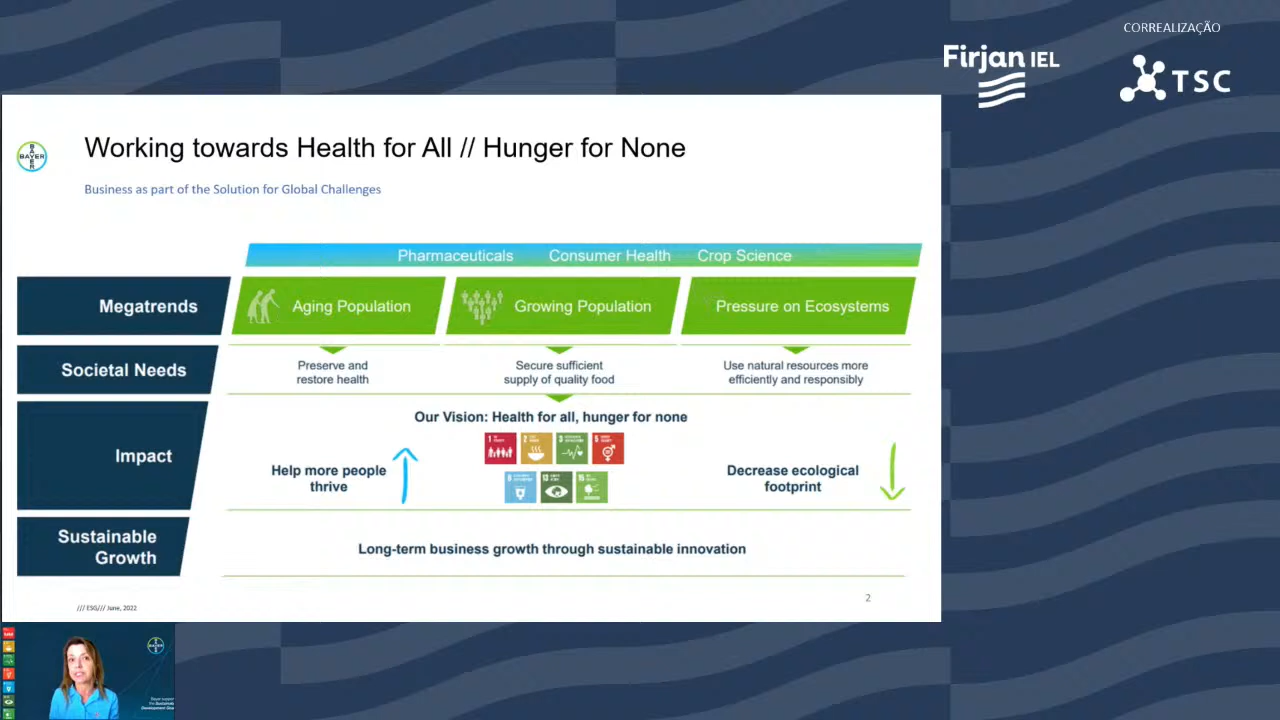 CORREALIZAÇÃO
Firjan IEL
TSC
BAYER
Working towards Health for All // Hunger for None
Business as part of the Solution for Global Challenges
Pharmaceuticals Consumer Health Crop Science
Megatrends
Aging Population
Growing Population
Pressure on Ecosystems
Societal Needs
Preserve and
restore health
Secure sufficient
supply of quality food
Use natural resources more
efficiently and responsibly
Impact
Our Vision: Health for all, hunger for none
Help more people
thrive
Decrease ecological
footprint
Sustainable
Growth
Long-term business growth through sustainable innovation
/// ESG/// June, 2022
2
BAYER